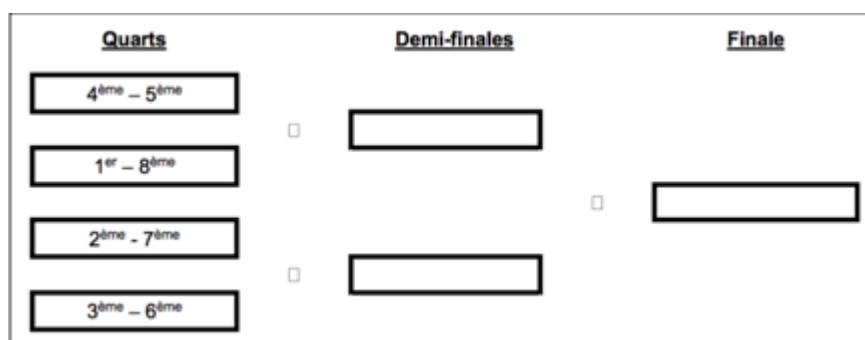 Quarts Demi-finales Finale
4ème – 5ème
1er – 8ème
2ème - 7ème
3ème – 6ème